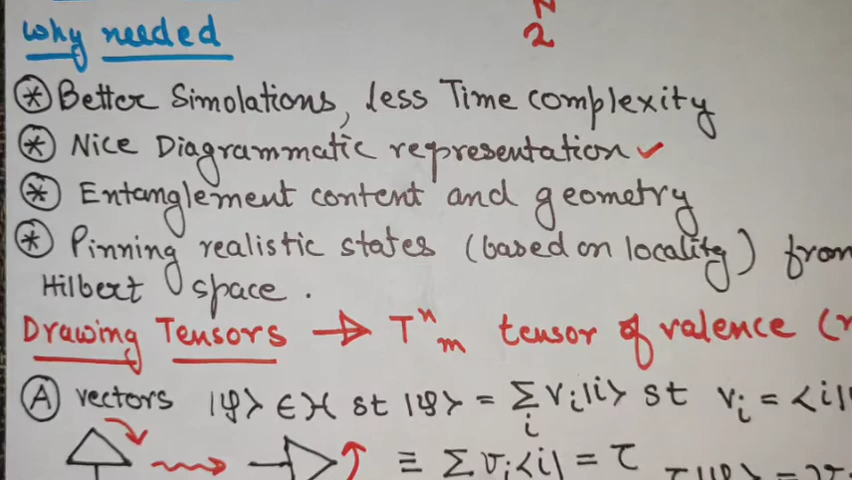 2^N
why needed
⊛ Better Simolations, less Time complexity
⊛ Nice Diagrammatic representation ✓
⊛ Entanglement content and geometry
⊛ Pinning realistic states (based on locality) from
Hilbert space.
Drawing Tensors → T^n_m tensor of valence (
Ⓐ vectors |ψ> ∈ H st |ψ> = Σ_i v_i|i> st v_i = <i|
≡ Σ v_i<i| = τ